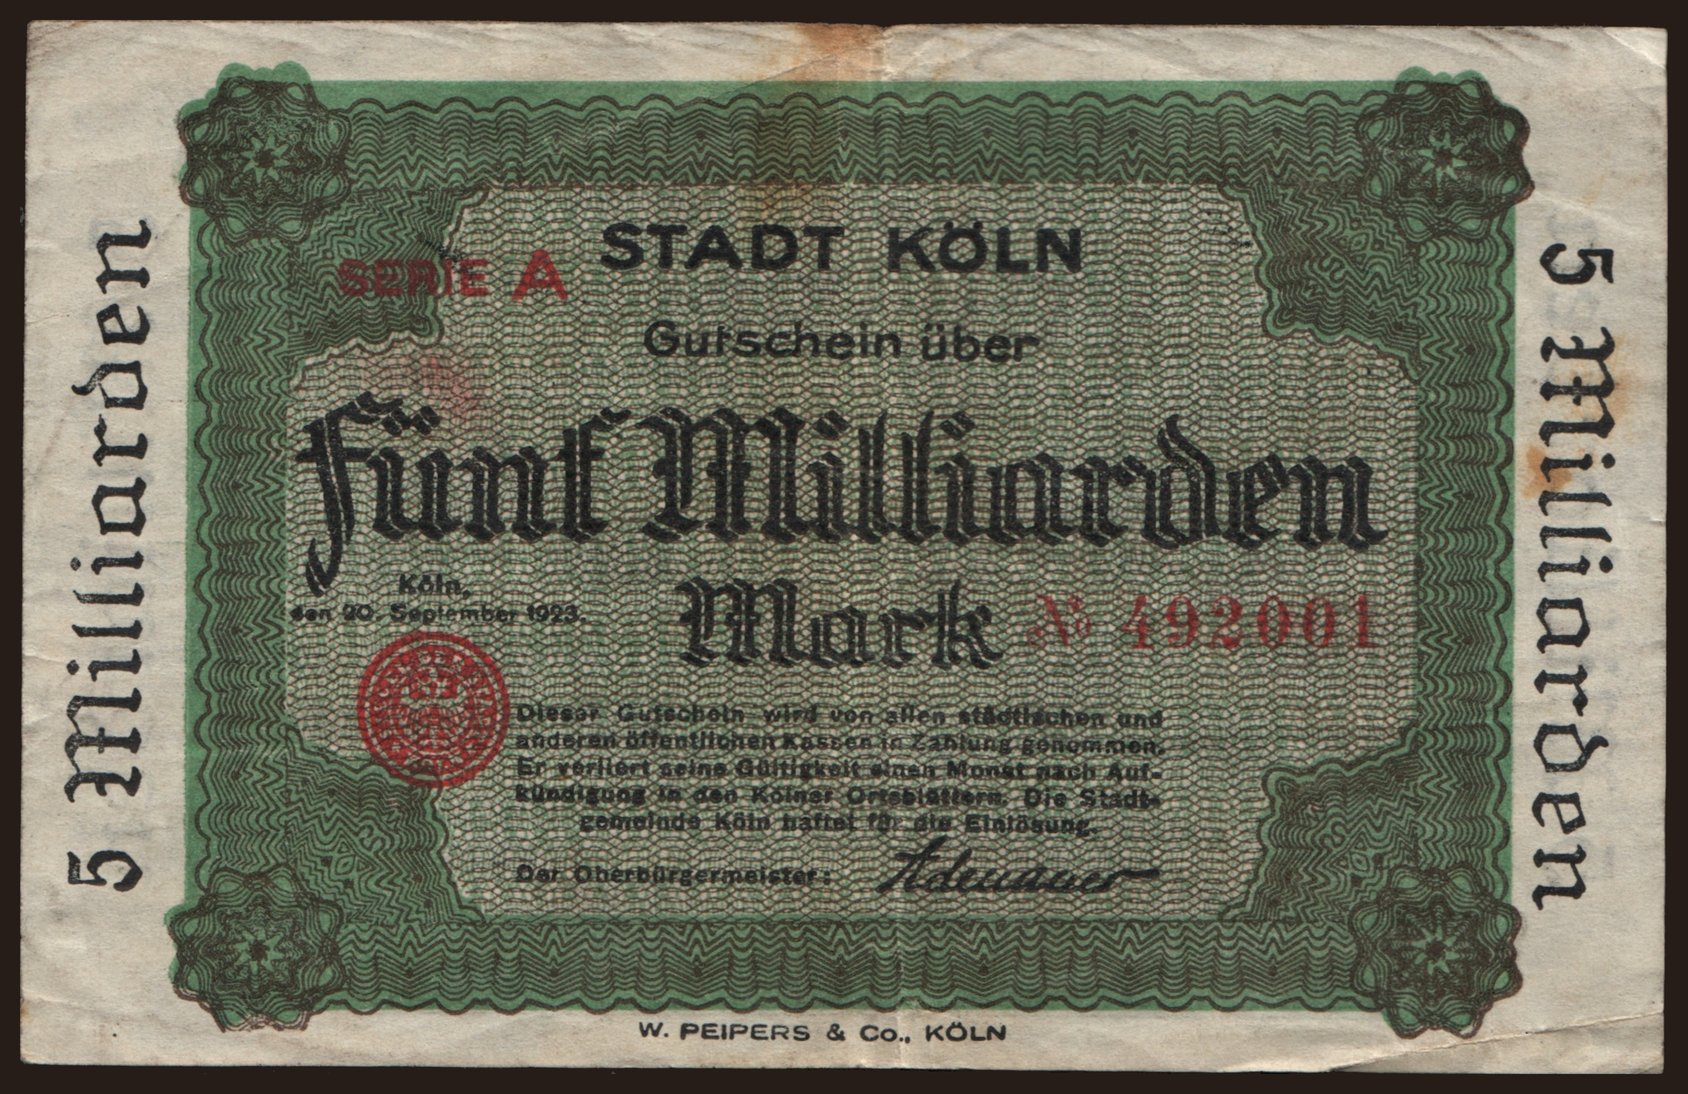 5 Milliarden
STADT KÖLN
SERIE A
Gutschein über
Fünf Milliarden
Mark
Köln,
den 20. September 1923.
№ 492001
Dieser Gutschein wird von allen städtischen und
anderen öffentlichen Kassen in Zahlung genommen.
Er verliert seine Gültigkeit einen Monat nach Auf-
kündigung in den Kölner Ortsblättern. Die Stadt-
gemeinde Köln haftet für die Einlösung.
Der Oberbürgermeister: Adenauer
5 Milliarden
W. PEIPERS & Co., KÖLN